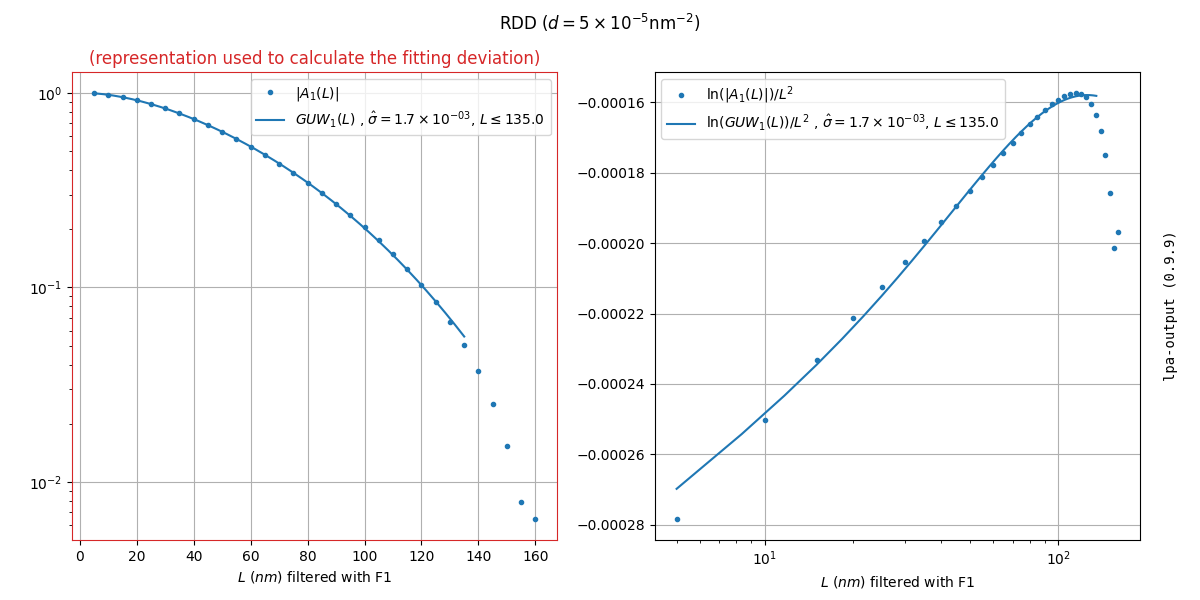 RDD (d = 5 × 10⁻⁵nm⁻²)
(representation used to calculate the fitting deviation)
|A₁(L)|
GUW₁(L) , σ̂ = 1.7 × 10⁻⁰³, L ≤ 135.0
10⁰
10⁻¹
10⁻²
0 20 40 60 80 100 120 140 160
L (nm) filtered with F1
ln(|A₁(L)|)/L²
ln(GUW₁(L))/L² , σ̂ = 1.7 × 10⁻⁰³, L ≤ 135.0
−0.00016
−0.00018
−0.00020
−0.00022
−0.00024
−0.00026
−0.00028
10¹ 10²
L (nm) filtered with F1
lpa-output (0.9.9)